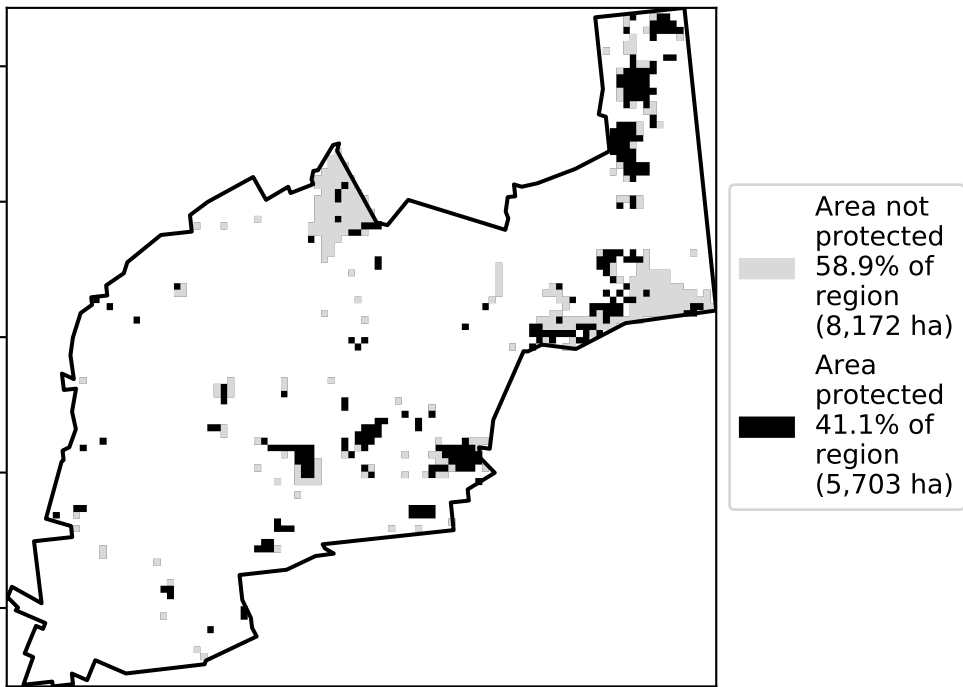 Area not
protected
58.9% of
region
(8,172 ha)
Area
protected
41.1% of
region
(5,703 ha)